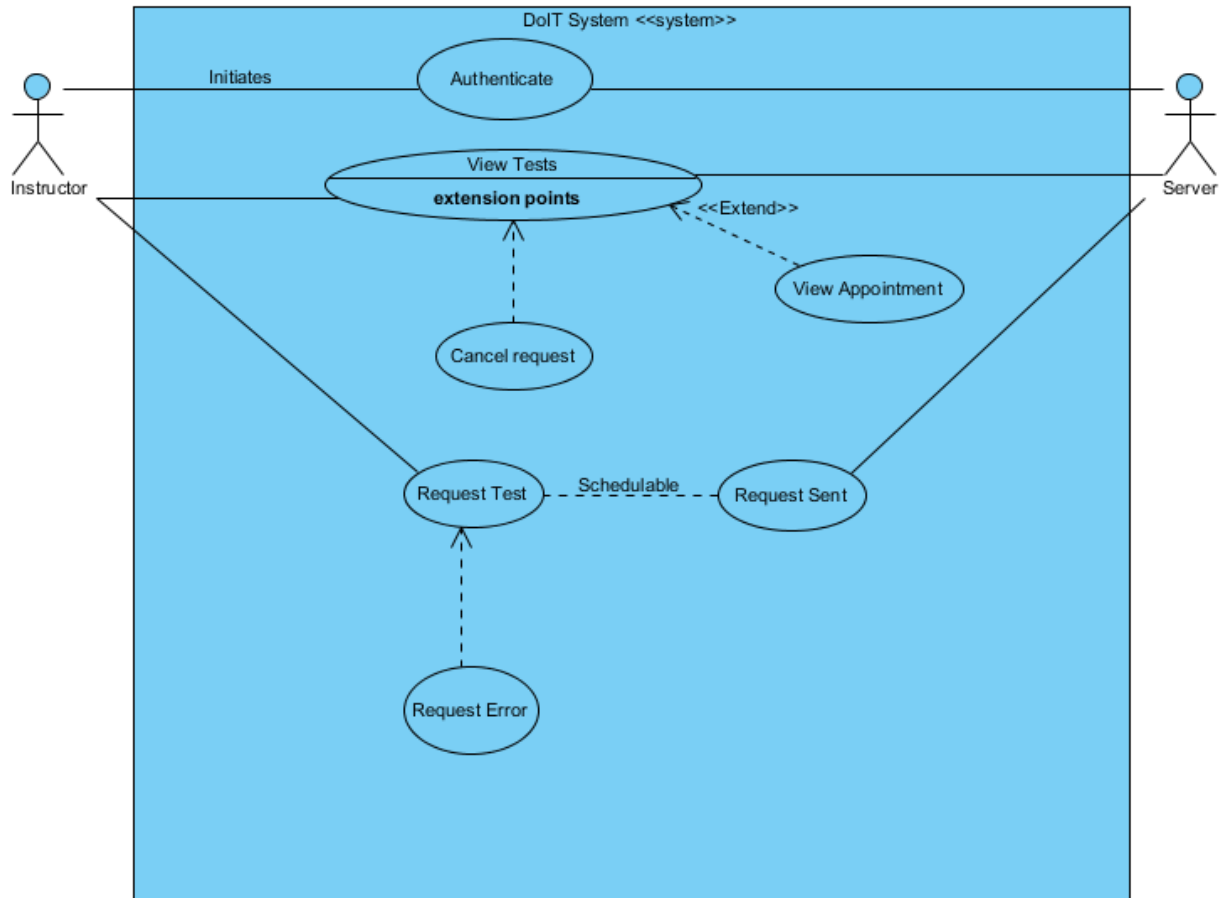 DoIT System <<system>>
Initiates
Authenticate
Instructor
Server
View Tests
extension points
<<Extend>>
View Appointment
Cancel request
Request Test
Schedulable
Request Sent
Request Error